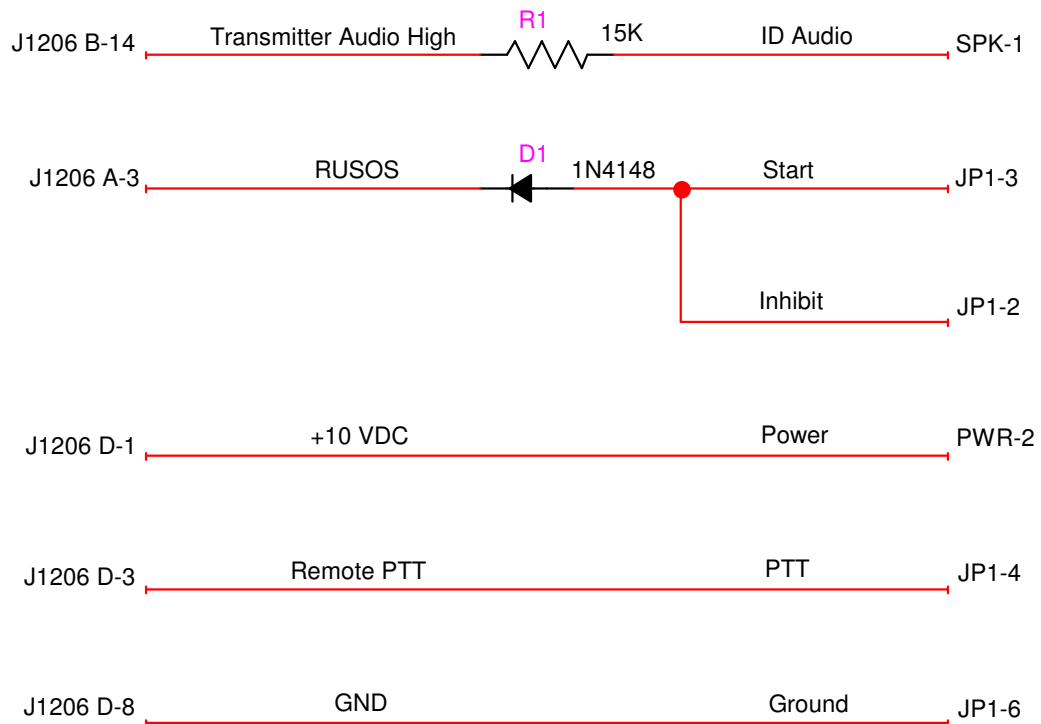 R1
J1206 B-14 Transmitter Audio High 15K ID Audio SPK-1
D1
J1206 A-3 RUSOS 1N4148 Start JP1-3
Inhibit JP1-2
J1206 D-1 +10 VDC Power PWR-2
J1206 D-3 Remote PTT PTT JP1-4
J1206 D-8 GND Ground JP1-6